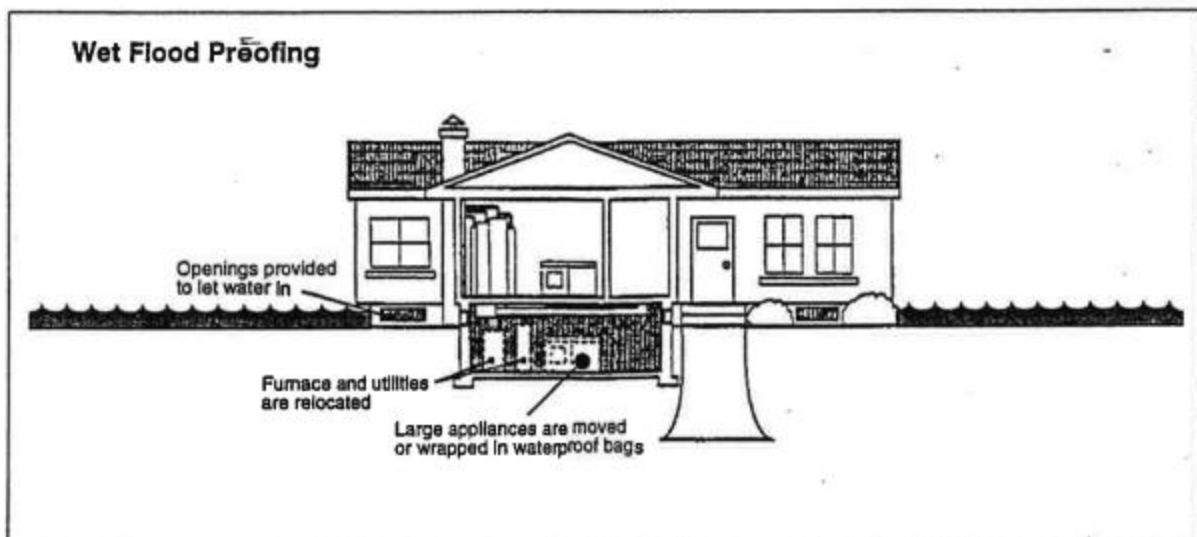 Wet Flood Proofing
Openings provided
to let water in
Furnace and utilities
are relocated
Large appliances are moved
or wrapped in waterproof bags